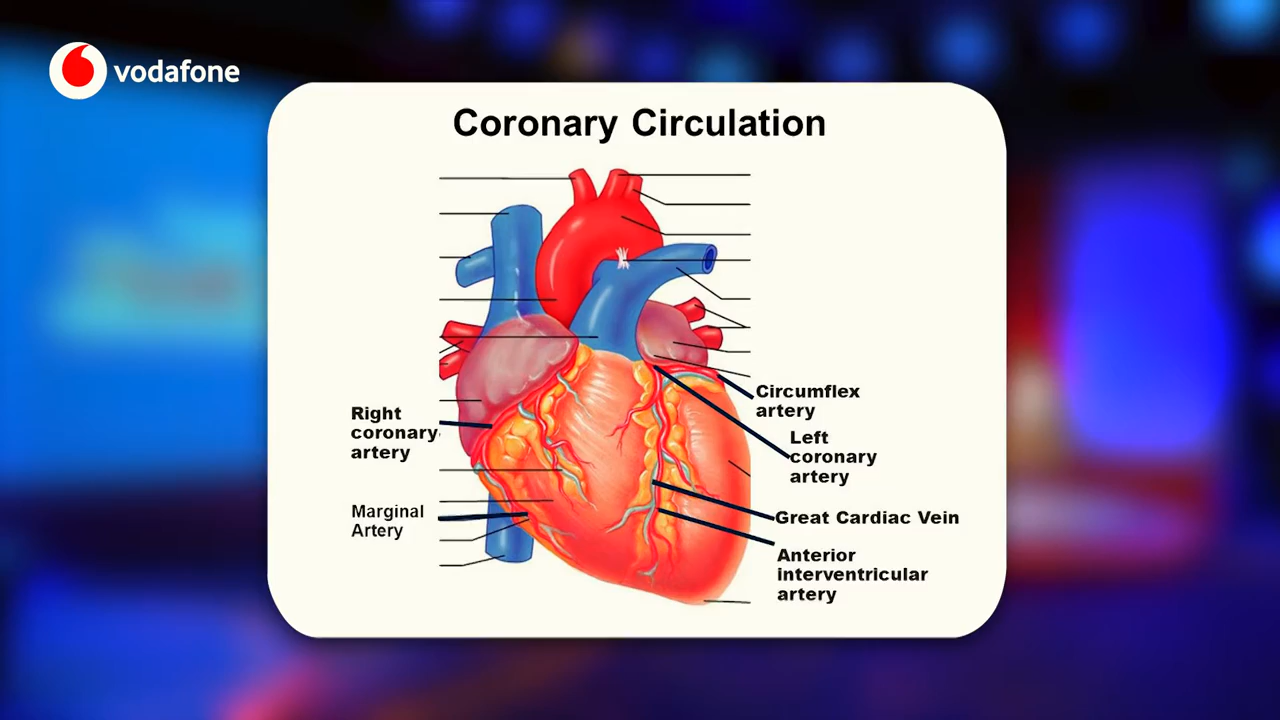 vodafone
Coronary Circulation
Right
coronary
artery
Marginal
Artery
Circumflex
artery
Left
coronary
artery
Great Cardiac Vein
Anterior
interventricular
artery